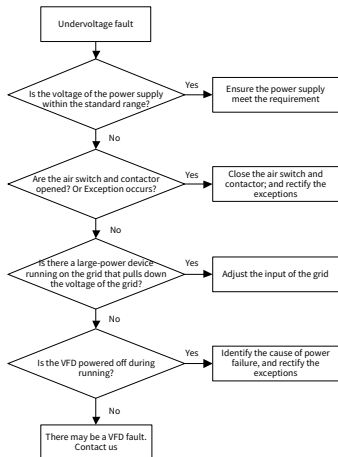 Undervoltage fault
Is the voltage of the power supply
within the standard range?
Yes
Ensure the power supply
meet the requirement
No
Are the air switch and contactor
opened? Or Exception occurs?
Yes
Close the air switch and
contactor; and rectify the
exceptions
No
Is there a large-power device
running on the grid that pulls down
the voltage of the grid?
Yes
Adjust the input of the grid
No
Is the VFD powered off during
running?
Yes
Identify the cause of power
failure, and rectify the
exceptions
No
There may be a VFD fault.
Contact us